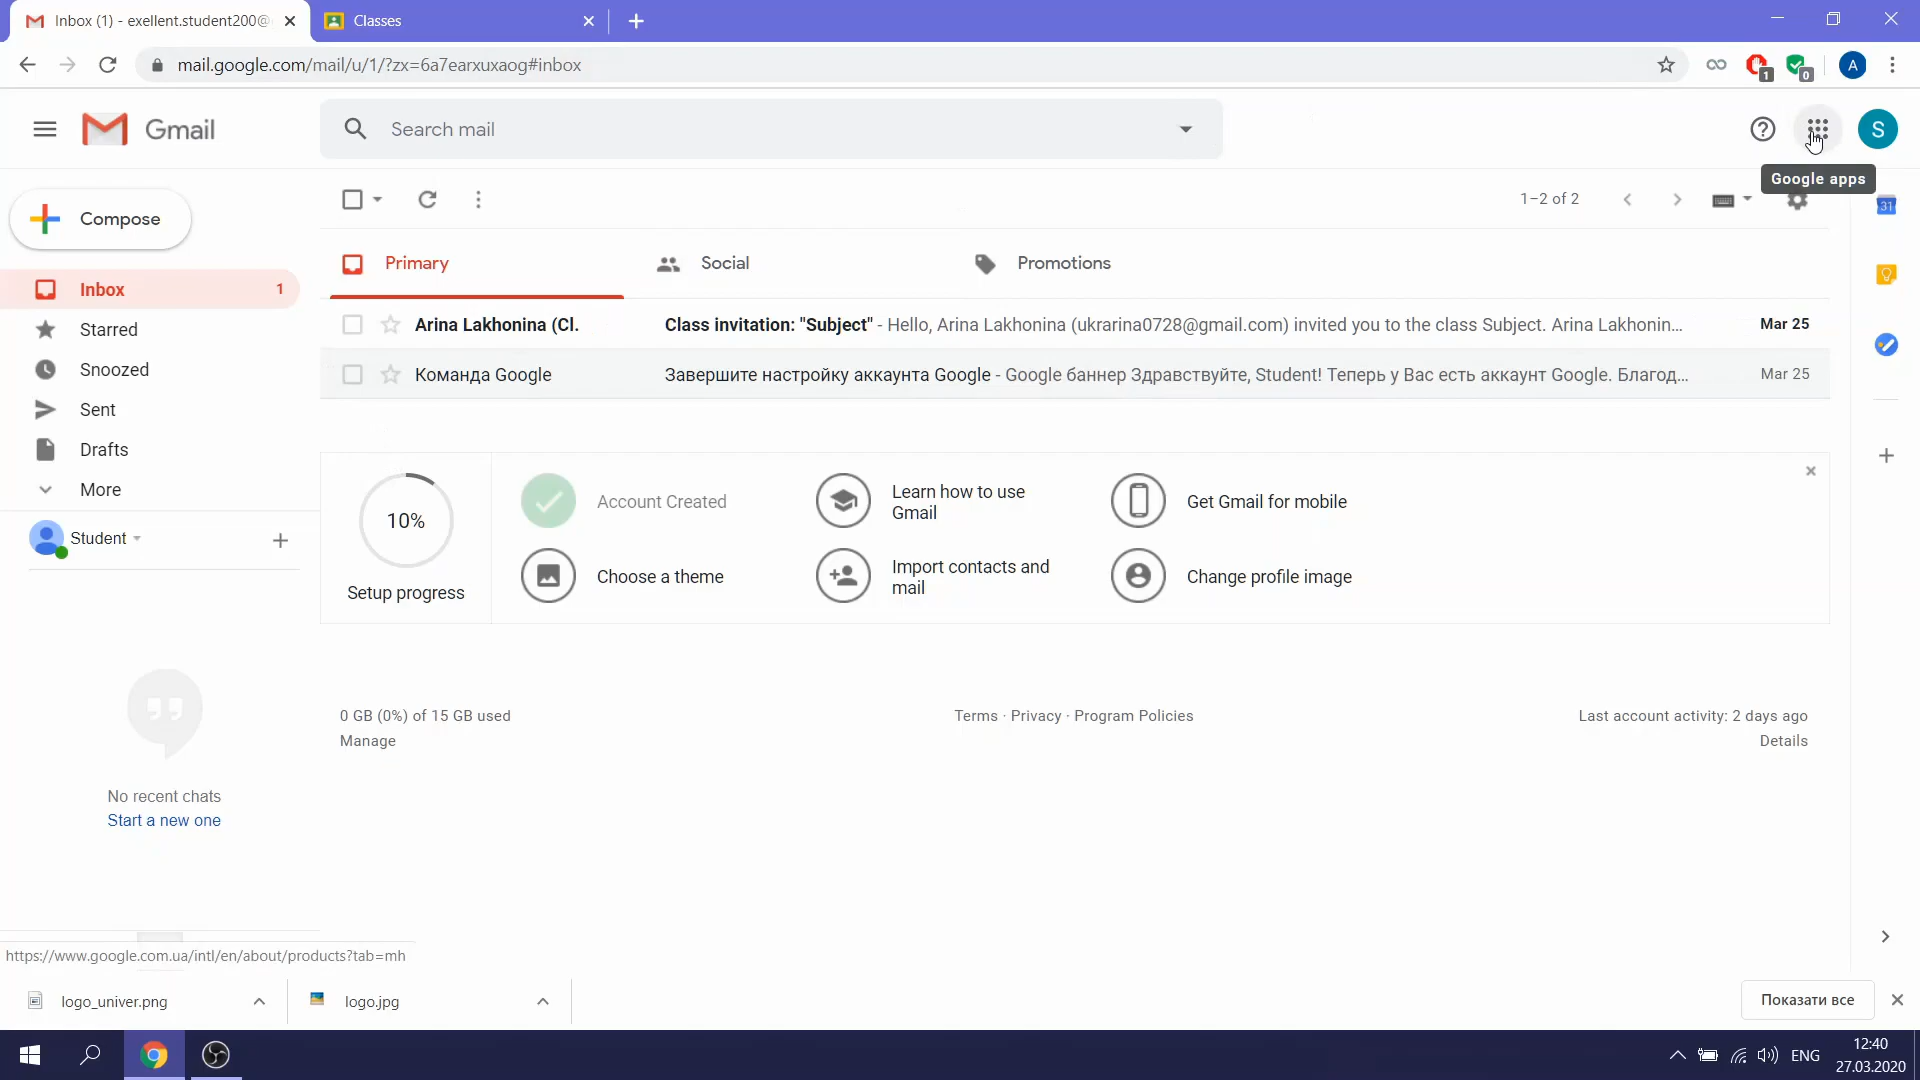 Inbox (1) - exellent.student200@
Classes
mail.google.com/mail/u/1/?zx=6a7earxuxaog#inbox
1
0
A
Gmail
Search mail
S
Google apps
Compose
1–2 of 2
31
Primary
Social
Promotions
Inbox
1
Arina Lakhonina (Cl.
Class invitation: "Subject" - Hello, Arina Lakhonina (ukrarina0728@gmail.com) invited you to the class Subject. Arina Lakhonin...
Mar 25
Starred
Snoozed
Команда Google
Завершите настройку аккаунта Google - Google баннер Здравствуйте, Student! Теперь у Вас есть аккаунт Google. Благод...
Mar 25
Sent
Drafts
More
Student
10%
Setup progress
Account Created
Learn how to use
Gmail
Get Gmail for mobile
Choose a theme
Import contacts and
mail
Change profile image
0 GB (0%) of 15 GB used
Manage
Terms · Privacy · Program Policies
Last account activity: 2 days ago
Details
No recent chats
Start a new one
https://www.google.com.ua/intl/en/about/products?tab=mh
logo_univer.png
logo.jpg
Показати все
ENG
12:40
27.03.2020